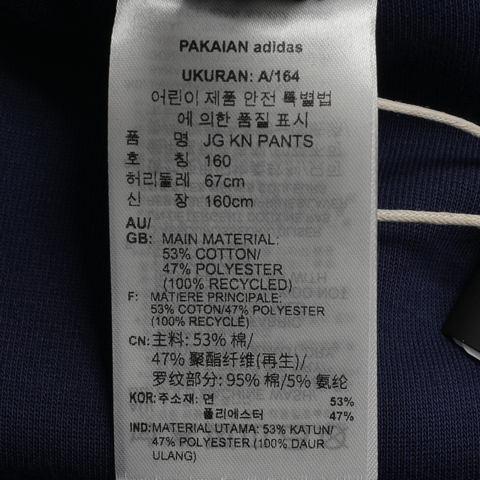 PAKAIAN adidas
UKURAN: A/164
어린이 제품 안전 특별법
에 의한 품질 표시
품 명 JG KN PANTS
호 칭 160
허리둘레 67cm
신 장 160cm
AU/
GB: MAIN MATERIAL:
53% COTTON/
47% POLYESTER
(100% RECYCLED)
F: MATIERE PRINCIPALE:
53% COTON/47% POLYESTER
(100% RECYCLE)
CN: 主料: 53% 棉/
47% 聚酯纤维(再生)/
罗纹部分: 95% 棉/5% 氨纶
KOR: 주소재: 면 53%
폴리에스터 47%
IND: MATERIAL UTAMA: 53% KATUN/
47% POLYESTER (100% DAUR
ULANG)